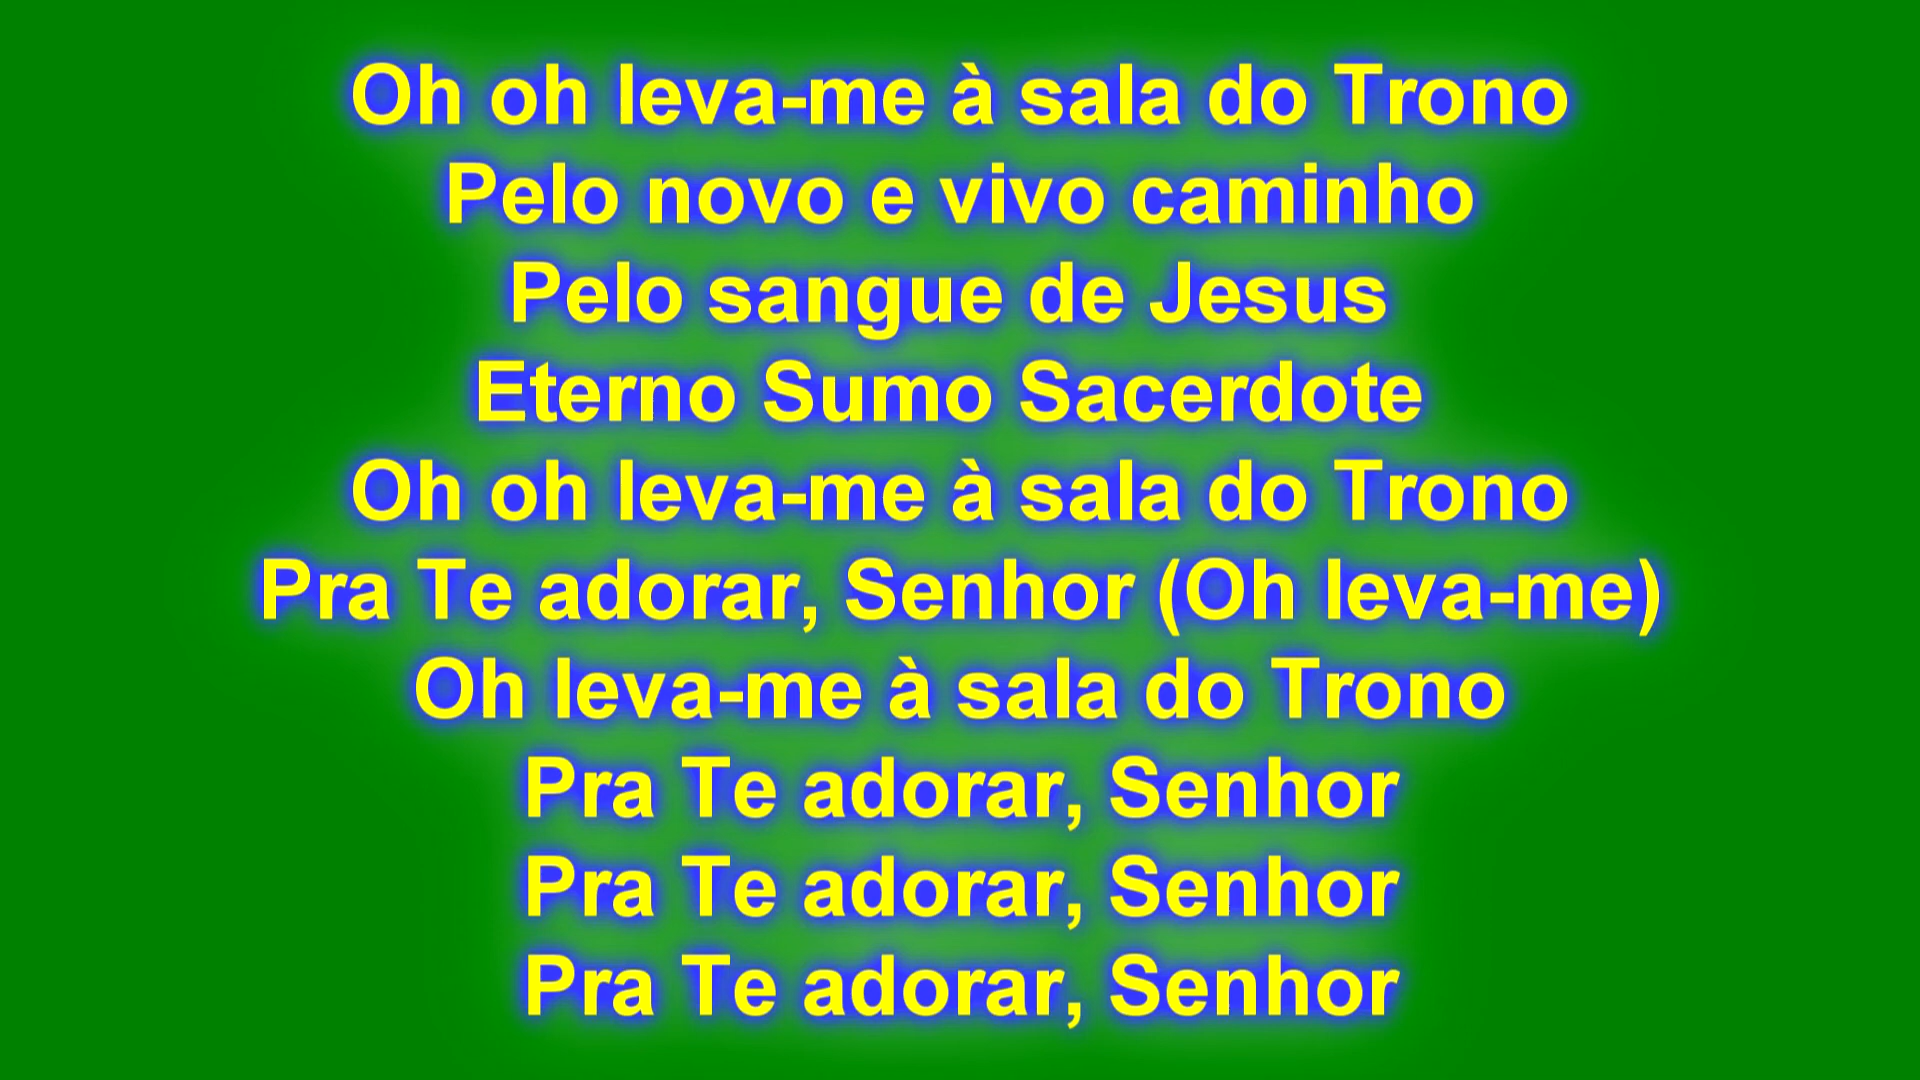 Oh oh leva-me à sala do Trono
Pelo novo e vivo caminho
Pelo sangue de Jesus
Eterno Sumo Sacerdote
Oh oh leva-me à sala do Trono
Pra Te adorar, Senhor (Oh leva-me)
Oh leva-me à sala do Trono
Pra Te adorar, Senhor
Pra Te adorar, Senhor
Pra Te adorar, Senhor